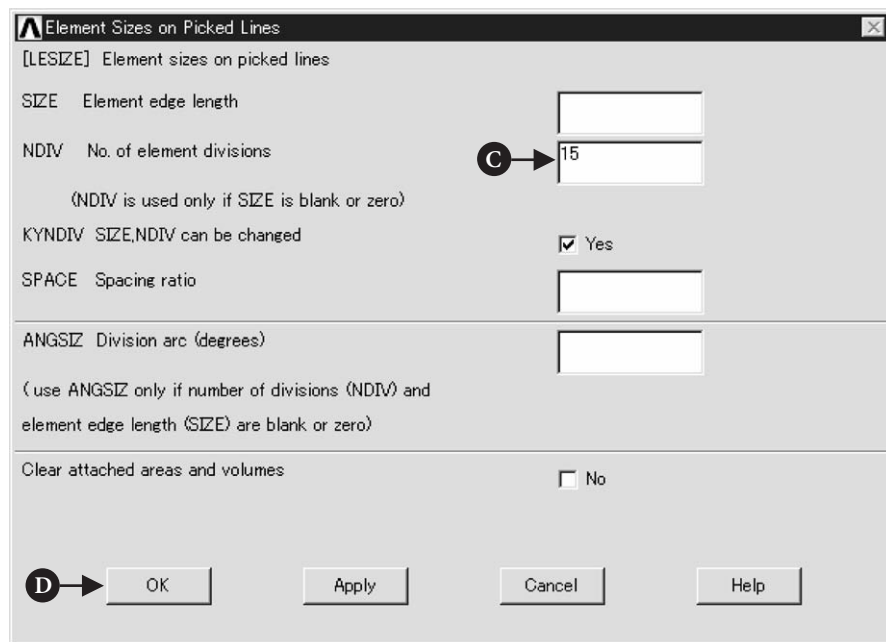 Element Sizes on Picked Lines
[LESIZE] Element sizes on picked lines
SIZE Element edge length
NDIV No. of element divisions
C 15
(NDIV is used only if SIZE is blank or zero)
KYNDIV SIZE,NDIV can be changed
Yes
SPACE Spacing ratio
ANGSIZ Division arc (degrees)
( use ANGSIZ only if number of divisions (NDIV) and
element edge length (SIZE) are blank or zero)
Clear attached areas and volumes
No
D OK Apply Cancel Help